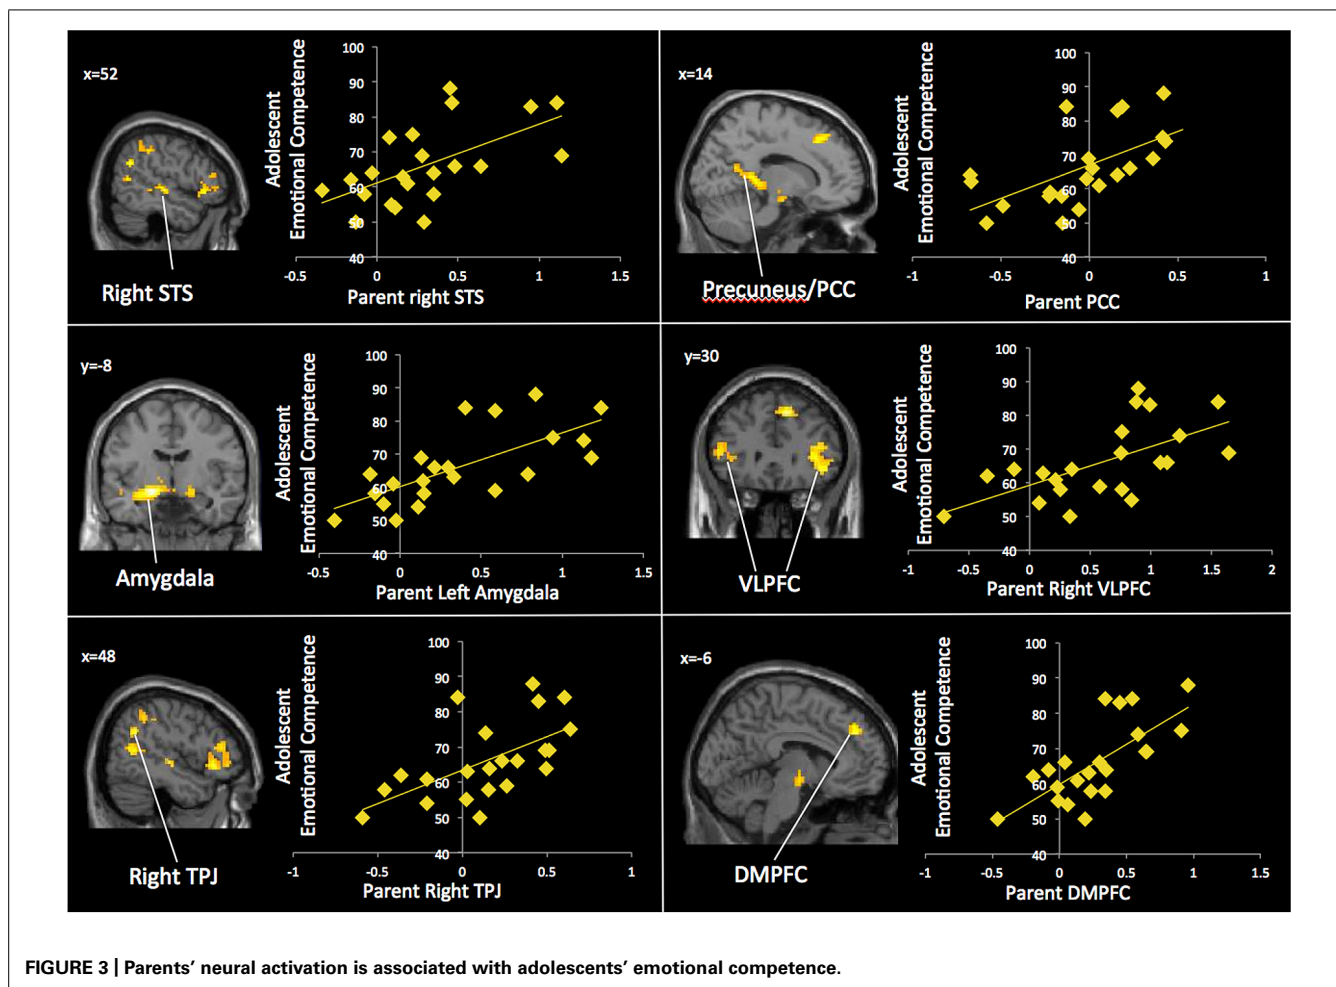 x=52
Adolescent
Emotional Competence
100
90
80
70
60
50
40
-0.5
0
0.5
1
1.5
Parent right STS
Right STS
x=14
Adolescent
Emotional Competence
100
90
80
70
60
50
40
-1
-0.5
0
0.5
1
Parent PCC
Precuneus/PCC
y=-8
Adolescent
Emotional Competence
100
90
80
70
60
50
40
-0.5
0
0.5
1
1.5
Parent Left Amygdala
Amygdala
y=30
Adolescent
Emotional Competence
100
90
80
70
60
50
40
-1
-0.5
0
0.5
1
1.5
2
Parent Right VLPFC
VLPFC
x=48
Adolescent
Emotional Competence
100
90
80
70
60
50
40
-1
-0.5
0
0.5
1
Parent Right TPJ
Right TPJ
x=-6
Adolescent
Emotional Competence
100
90
80
70
60
50
40
-1
-0.5
0
0.5
1
1.5
Parent DMPFC
DMPFC
FIGURE 3 | Parents’ neural activation is associated with adolescents’ emotional competence.